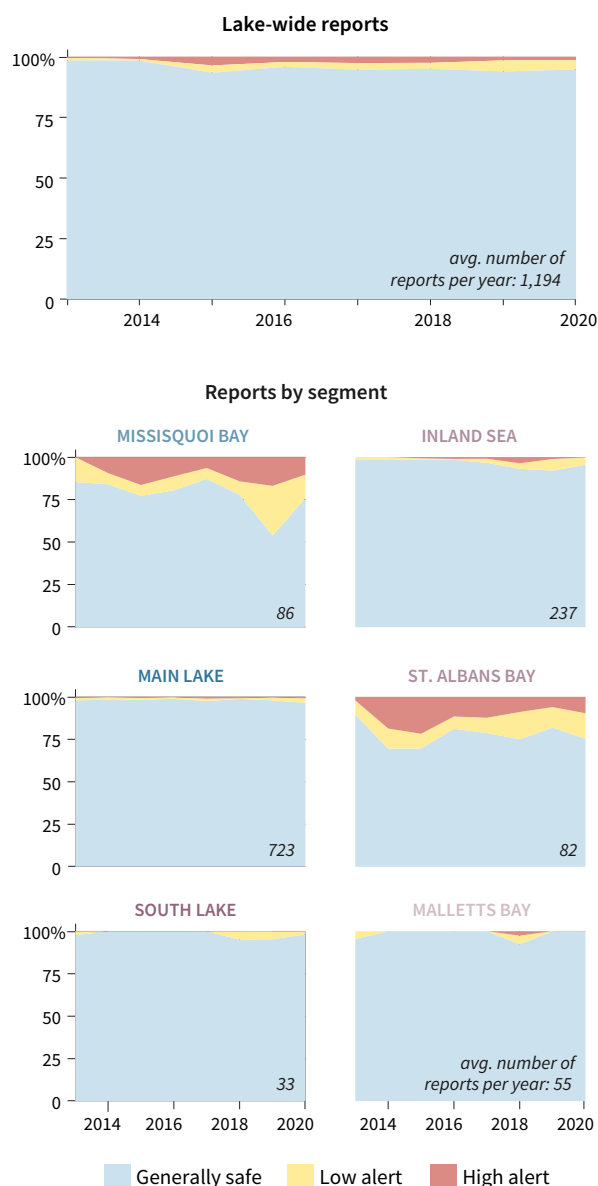 Lake-wide reports
100%
75
50
25
0
avg. number of
reports per year: 1,194
2014
2016
2018
2020
Reports by segment
MISSISQUOI BAY
100%
75
50
25
0
86
INLAND SEA
237
MAIN LAKE
100%
75
50
25
0
723
ST. ALBANS BAY
82
SOUTH LAKE
100%
75
50
25
0
33
2014
2016
2018
2020
MALLETTS BAY
avg. number of
reports per year: 55
2014
2016
2018
2020
Generally safe
Low alert
High alert